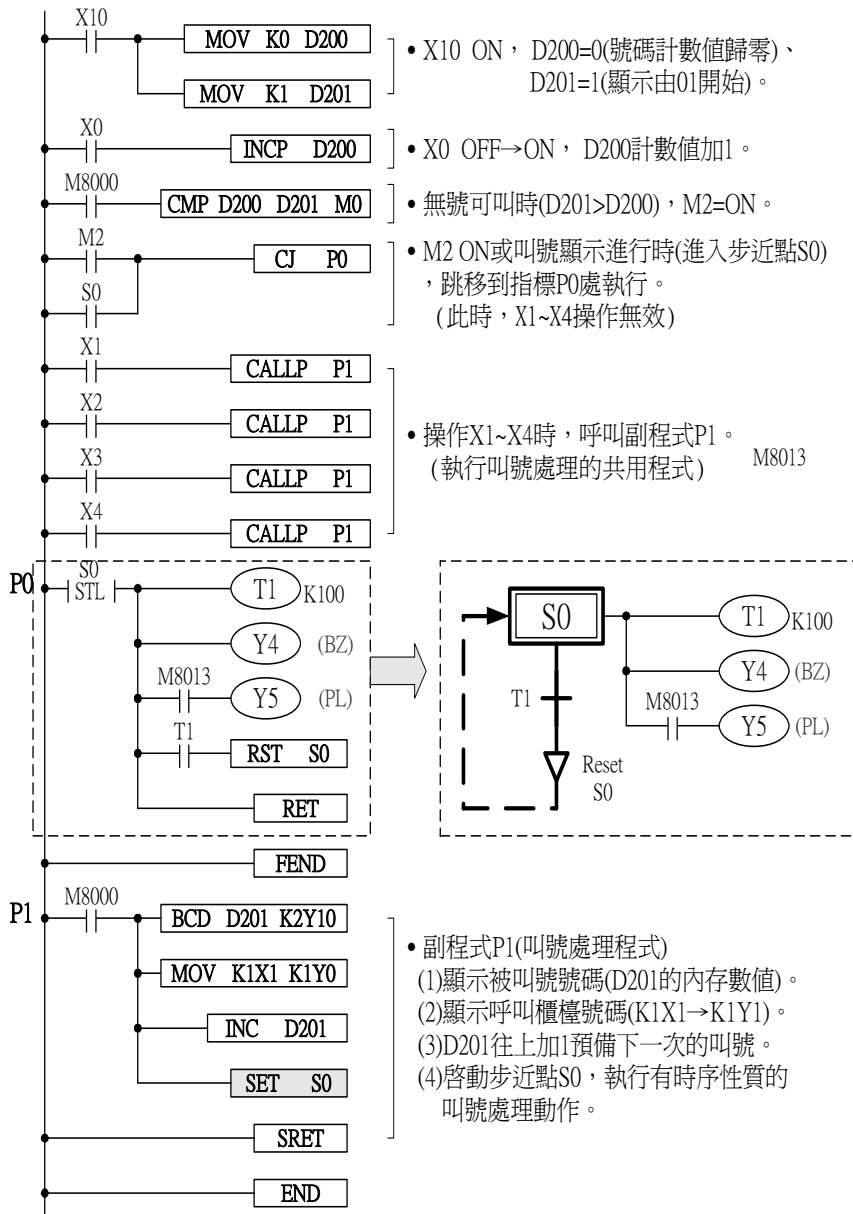 X10
MOV K0 D200
MOV K1 D201
• X10 ON， D200=0(號碼計數值歸零)、
D201=1(顯示由01開始)。
X0
INCP D200
• X0 OFF→ON， D200計數值加1。
M8000
CMP D200 D201 M0
• 無號可叫時(D201>D200)，M2=ON。
M2
CJ P0
S0
• M2 ON或叫號顯示進行時(進入步近點S0)
，跳移到指標P0處執行。
(此時，X1~X4操作無效)
X1
CALLP P1
X2
CALLP P1
X3
CALLP P1
X4
CALLP P1
• 操作X1~X4時，呼叫副程式P1。
(執行叫號處理的共用程式)
M8013
P0
S0
STL
T1 K100
Y4 (BZ)
M8013
Y5 (PL)
T1
RST S0
RET
S0
T1 K100
Y4 (BZ)
M8013
Y5 (PL)
T1
Reset
S0
FEND
P1
M8000
BCD D201 K2Y10
MOV K1X1 K1Y0
INC D201
SET S0
SRET
END
• 副程式P1(叫號處理程式)
(1)顯示被叫號號碼(D201的內存數值)。
(2)顯示呼叫櫃檯號碼(K1X1→K1Y1)。
(3)D201往上加1預備下一次的叫號。
(4)啓動步近點S0，執行有時序性質的
叫號處理動作。